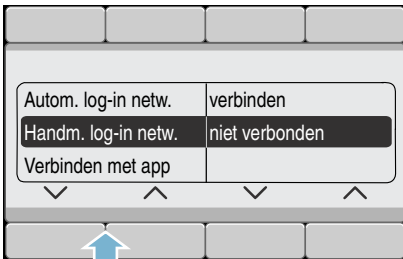 Autom. log-in netw. verbinden
Handm. log-in netw. niet verbonden
Verbinden met app